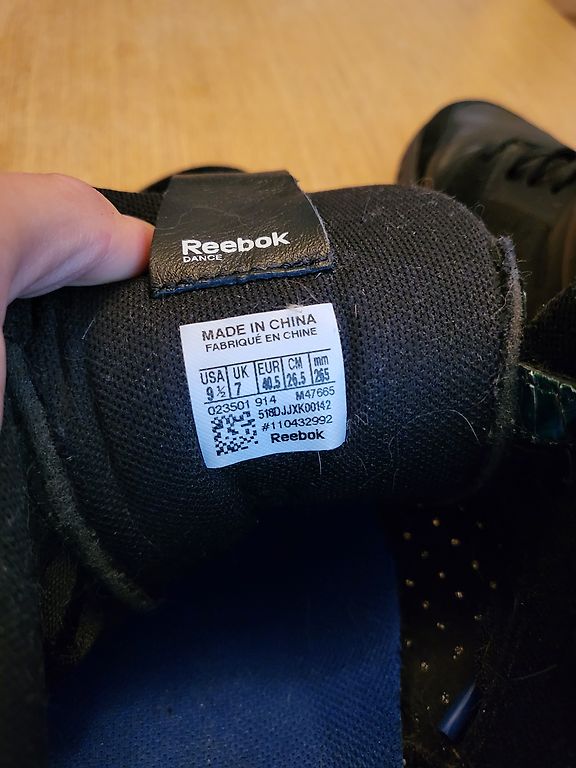 Reebok
DANCE
MADE IN CHINA
FABRIQUÉ EN CHINE
USA UK EUR CM mm
9 ½ 7 40.5 26.5 265
023501 914 M47665
518DJJXK00142
#110432992
Reebok